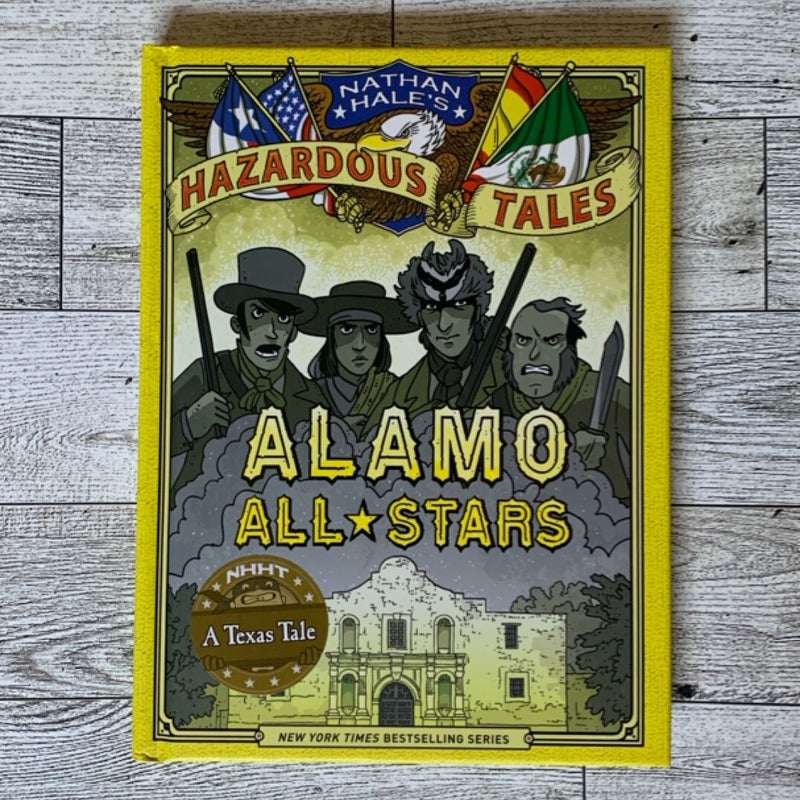 NATHAN
★ HALE'S ★
HAZARDOUS
TALES
ALAMO
ALL★STARS
NHHT
A Texas Tale
NEW YORK TIMES BESTSELLING SERIES